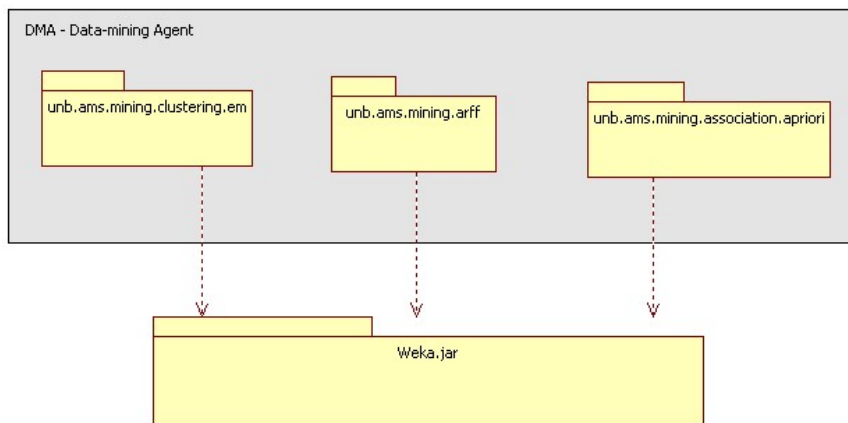 DMA - Data-mining Agent
unb.ams.mining.clustering.em
unb.ams.mining.arff
unb.ams.mining.association.apriori
Weka.jar